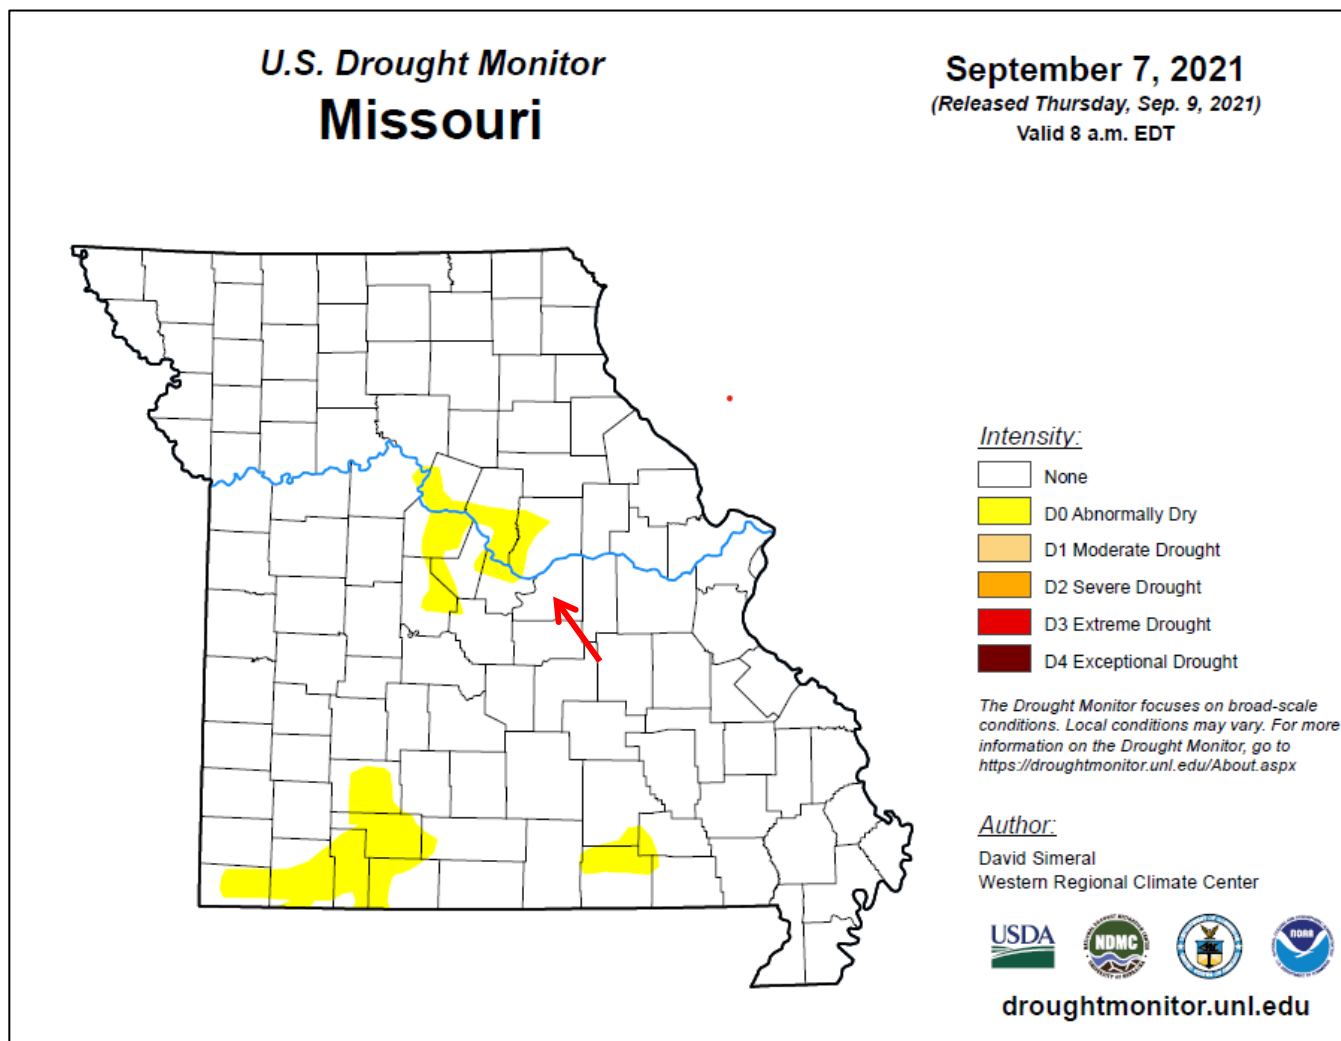 U.S. Drought Monitor
Missouri
September 7, 2021
(Released Thursday, Sep. 9, 2021)
Valid 8 a.m. EDT
Intensity:
None
D0 Abnormally Dry
D1 Moderate Drought
D2 Severe Drought
D3 Extreme Drought
D4 Exceptional Drought
The Drought Monitor focuses on broad-scale
conditions. Local conditions may vary. For more
information on the Drought Monitor, go to
https://droughtmonitor.unl.edu/About.aspx
Author:
David Simeral
Western Regional Climate Center
USDA
NDMC
NOAA
droughtmonitor.unl.edu